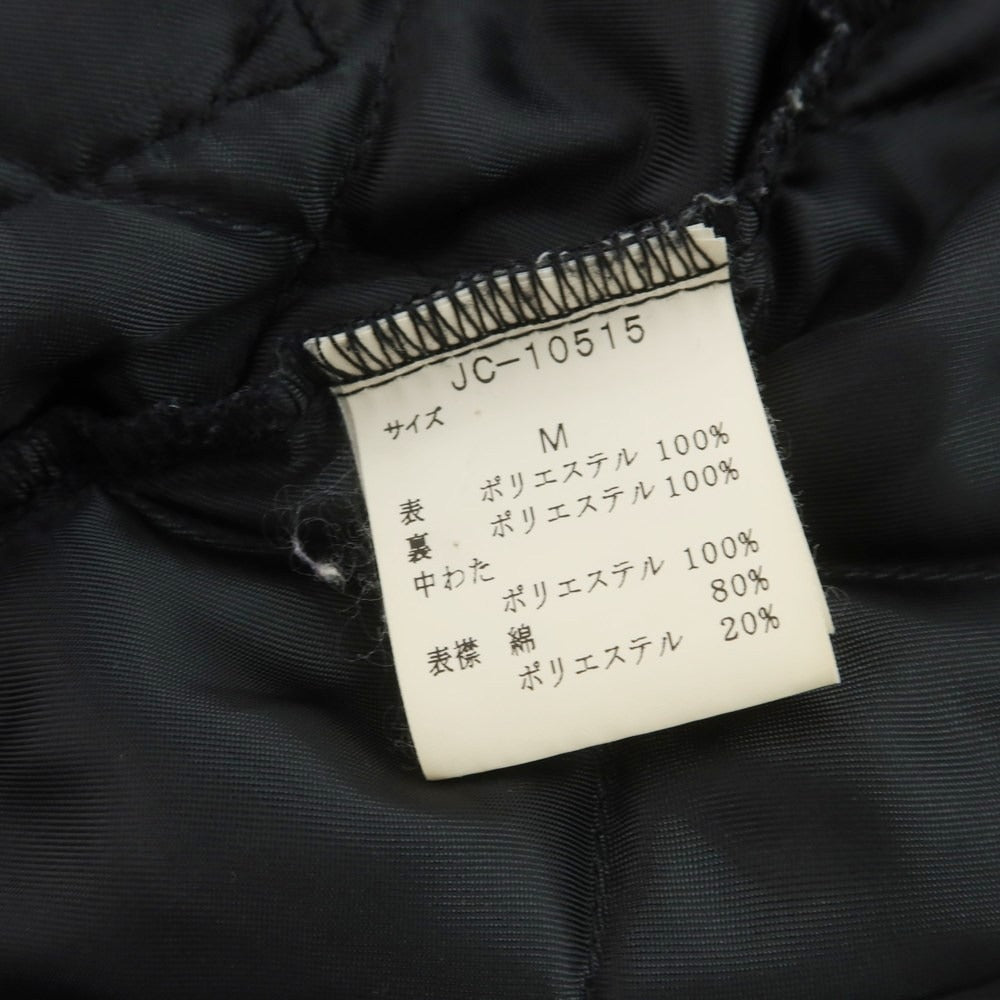 JC-10515
サイズ
M
表 ポリエステル 100%
裏 ポリエステル 100%
中わた
ポリエステル 100%
表襟 綿 80%
ポリエステル 20%